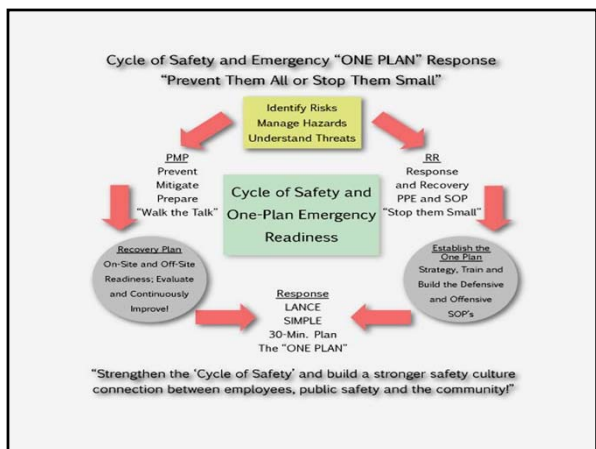 Cycle of Safety and Emergency “ONE PLAN” Response
“Prevent Them All or Stop Them Small”
Identify Risks
Manage Hazards
Understand Threats
PMP
Prevent
Mitigate
Prepare
“Walk the Talk”
RR
Response
and Recovery
PPE and SOP
“Stop them Small”
Cycle of Safety and
One-Plan Emergency
Readiness
Recovery Plan
On-Site and Off-Site
Readiness; Evaluate
and Continuously
Improve!
Establish the
One Plan
Strategy, Train and
Build the Defensive
and Offensive
SOP's
Response
LANCE
SIMPLE
30-Min. Plan
The “ONE PLAN”
“Strengthen the ‘Cycle of Safety’ and build a stronger safety culture
connection between employees, public safety and the community!”